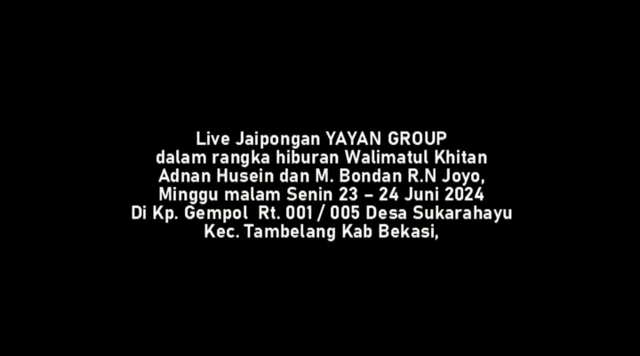 Live Jaipongan YAYAN GROUP
dalam rangka hiburan Walimatul Khitan
Adnan Husein dan M. Bondan R.N Joyo,
Minggu malam Senin 23 – 24 Juni 2024
Di Kp. Gempol Rt. 001 / 005 Desa Sukarahayu
Kec. Tambelang Kab Bekasi,